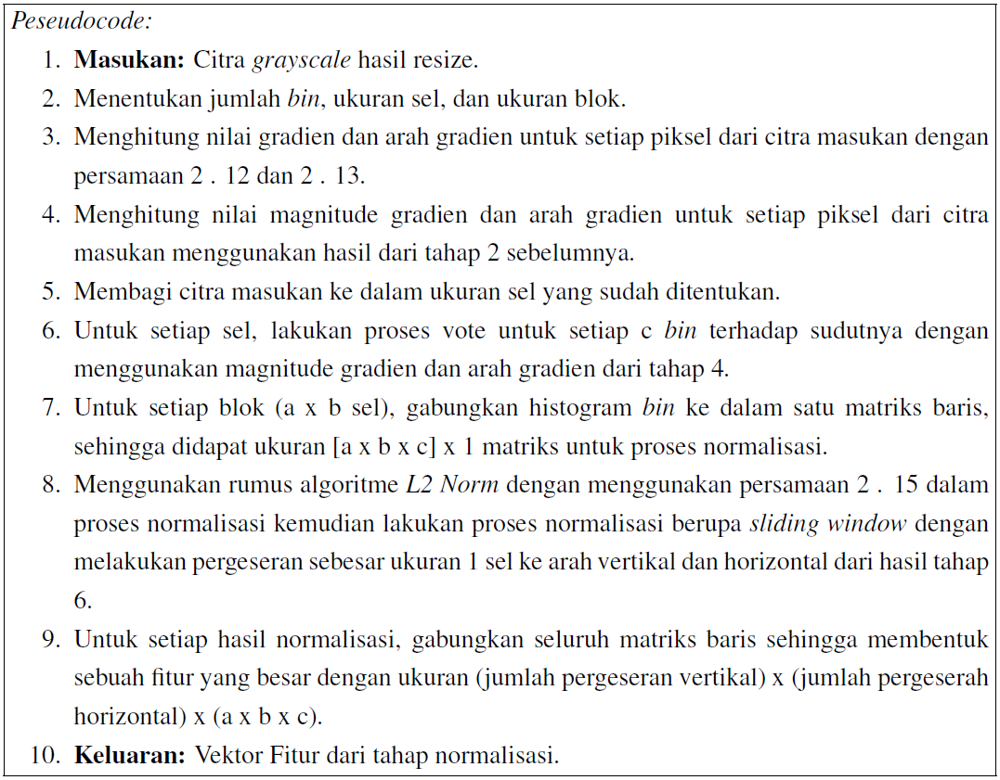 Peseudocode:
1. Masukan: Citra grayscale hasil resize.
2. Menentukan jumlah bin, ukuran sel, dan ukuran blok.
3. Menghitung nilai gradien dan arah gradien untuk setiap piksel dari citra masukan dengan
persamaan 2 . 12 dan 2 . 13.
4. Menghitung nilai magnitude gradien dan arah gradien untuk setiap piksel dari citra
masukan menggunakan hasil dari tahap 2 sebelumnya.
5. Membagi citra masukan ke dalam ukuran sel yang sudah ditentukan.
6. Untuk setiap sel, lakukan proses vote untuk setiap c bin terhadap sudutnya dengan
menggunakan magnitude gradien dan arah gradien dari tahap 4.
7. Untuk setiap blok (a x b sel), gabungkan histogram bin ke dalam satu matriks baris,
sehingga didapat ukuran [a x b x c] x 1 matriks untuk proses normalisasi.
8. Menggunakan rumus algoritme L2 Norm dengan menggunakan persamaan 2 . 15 dalam
proses normalisasi kemudian lakukan proses normalisasi berupa sliding window dengan
melakukan pergeseran sebesar ukuran 1 sel ke arah vertikal dan horizontal dari hasil tahap
6.
9. Untuk setiap hasil normalisasi, gabungkan seluruh matriks baris sehingga membentuk
sebuah fitur yang besar dengan ukuran (jumlah pergeseran vertikal) x (jumlah pergeserah
horizontal) x (a x b x c).
10. Keluaran: Vektor Fitur dari tahap normalisasi.